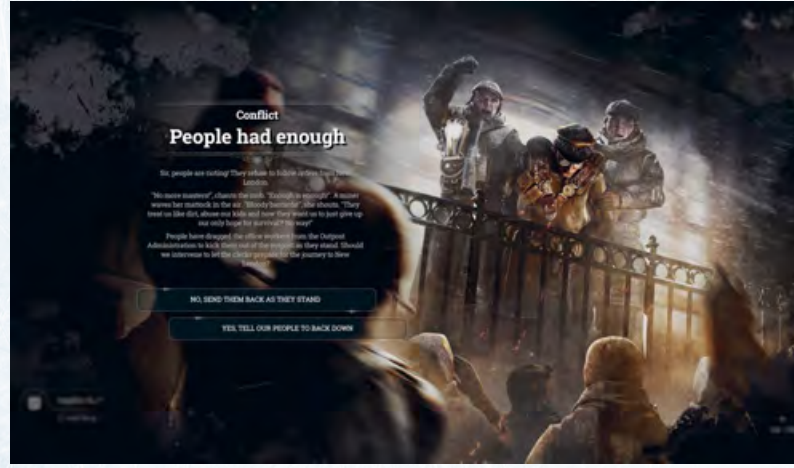 Conflict
People had enough
Sir, people are rioting! They refuse to follow orders from New
London.
"No more masters!", chants the mob. "Enough is enough!". A miner
waves her mattock in the air. "Bloody bastards!", she shouts, "They
treat us like dirt, abuse our kids and now they want us to just give up
our only hope for survival? No way!"
People have dragged the office workers from the Outpost
Administration to kick them out of the outpost as they stand. Should
we intervene to let the clerks prepare for the journey to New
London?
NO, SEND THEM BACK AS THEY STAND
YES, TELL OUR PEOPLE TO BACK DOWN